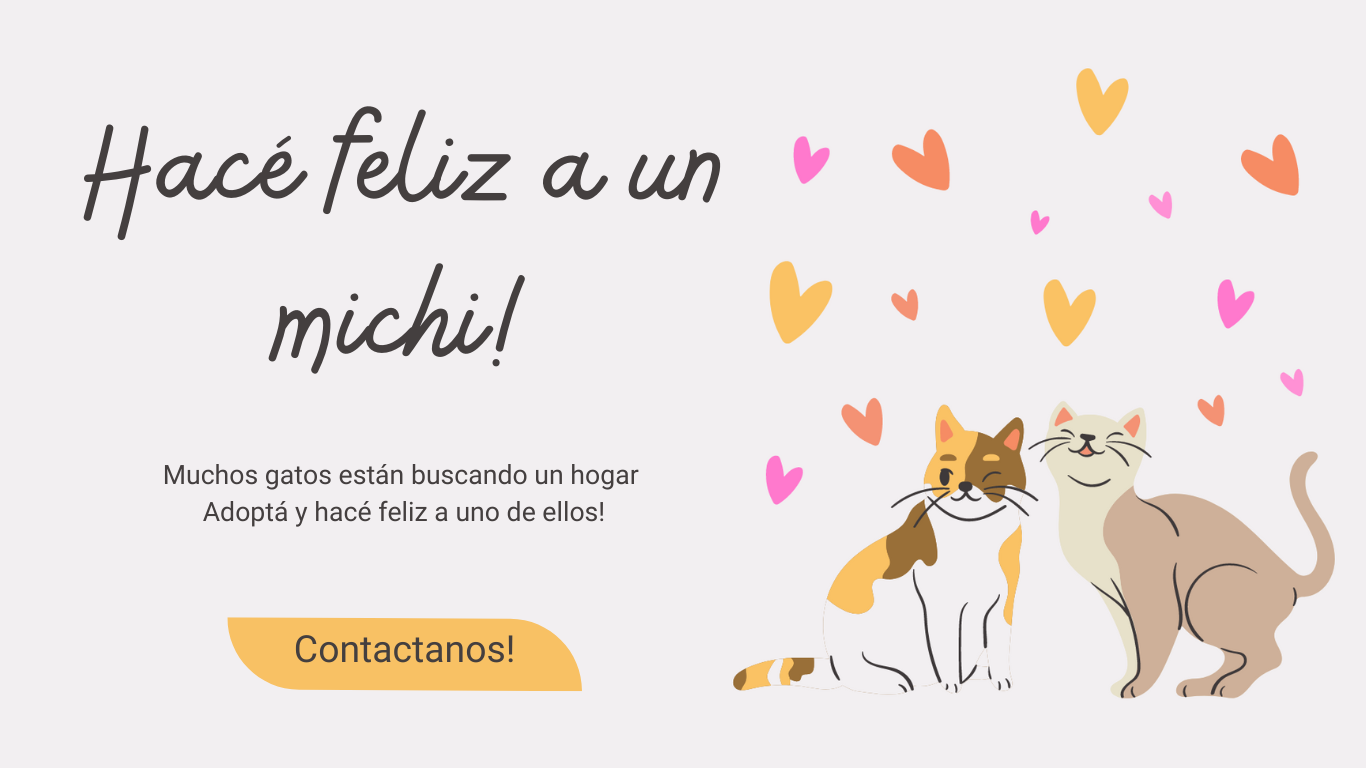 Hacé feliz a un
michi!
Muchos gatos están buscando un hogar
Adoptá y hacé feliz a uno de ellos!
Contactanos!